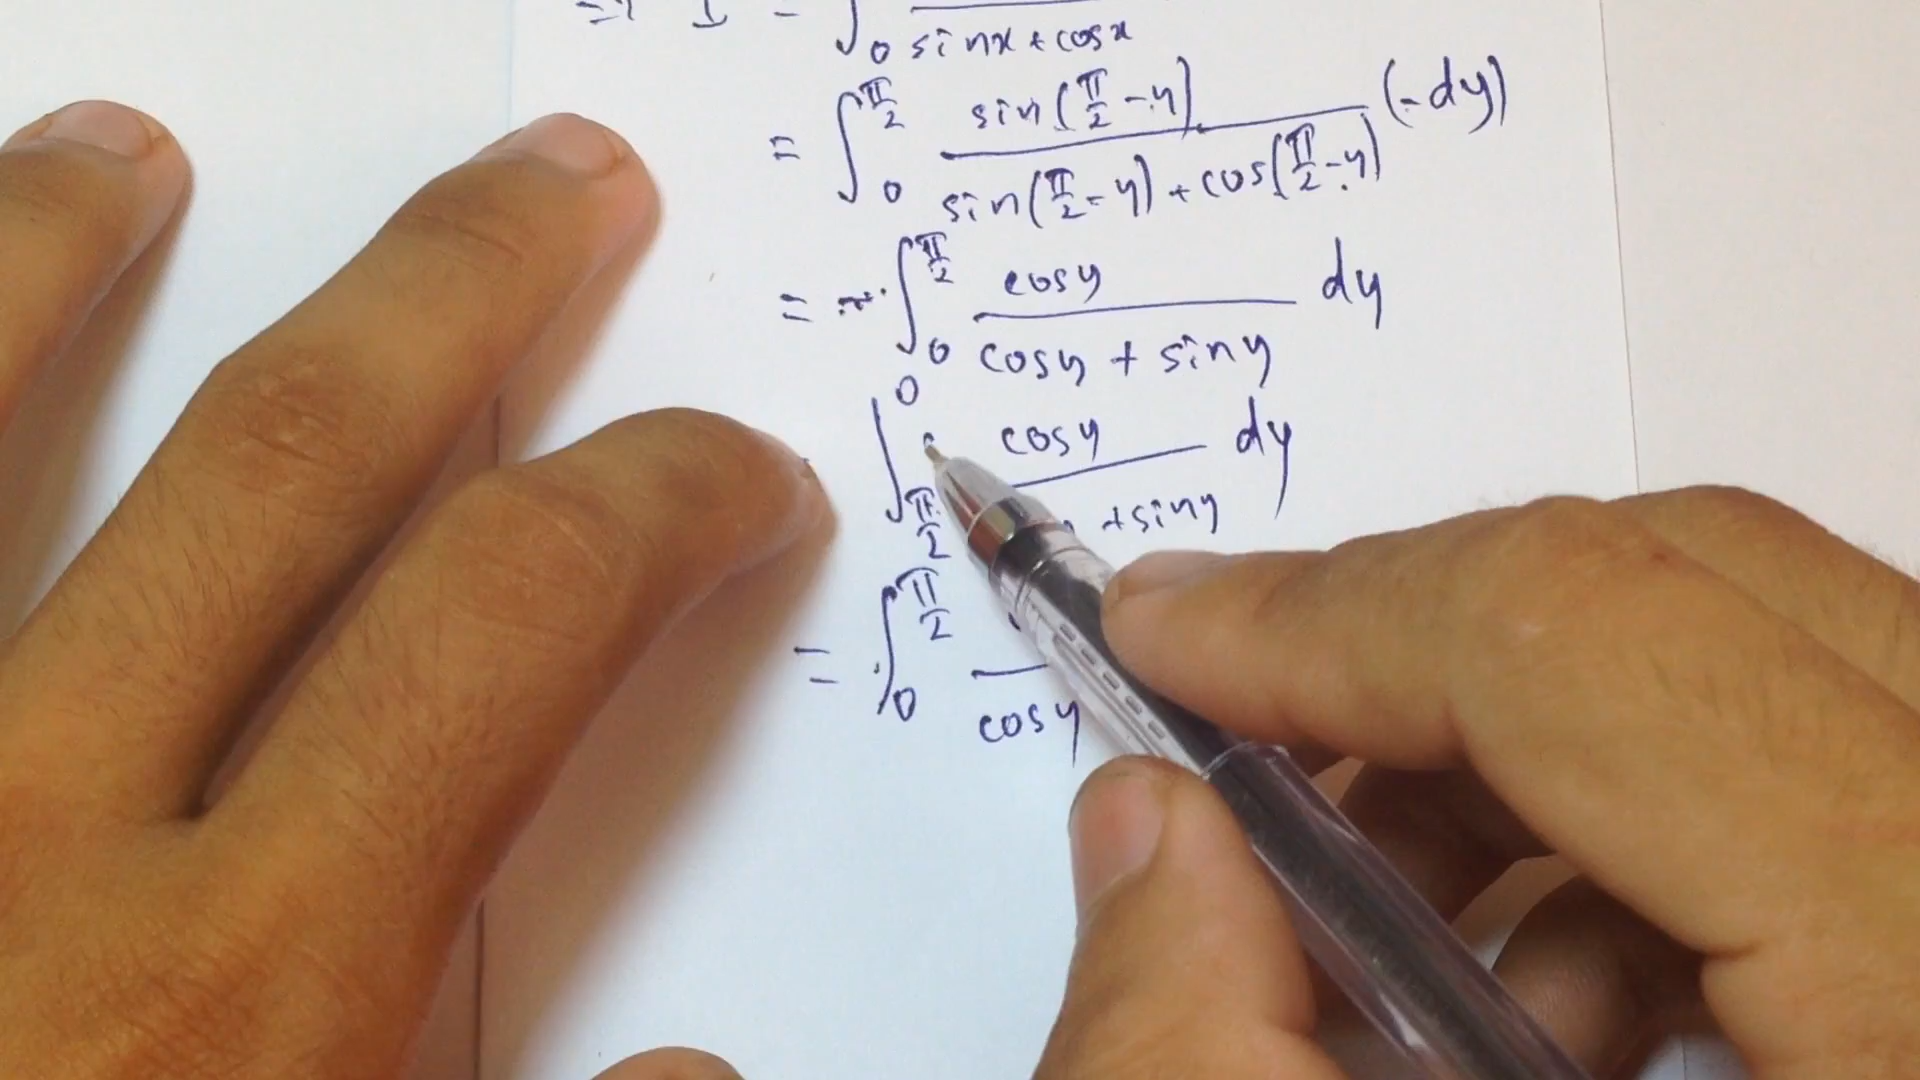 => I = ∫₀ sinx + cosx
= ∫₀^(π/2) sin(π/2 - y) / (sin(π/2 - y) + cos(π/2 - y)) (-dy)
= - ∫₀^(π/2) cosy / (cosy + siny) dy
∫_(π/2)^0 cosy / ( + siny) dy
= ∫₀^(π/2) / cosy